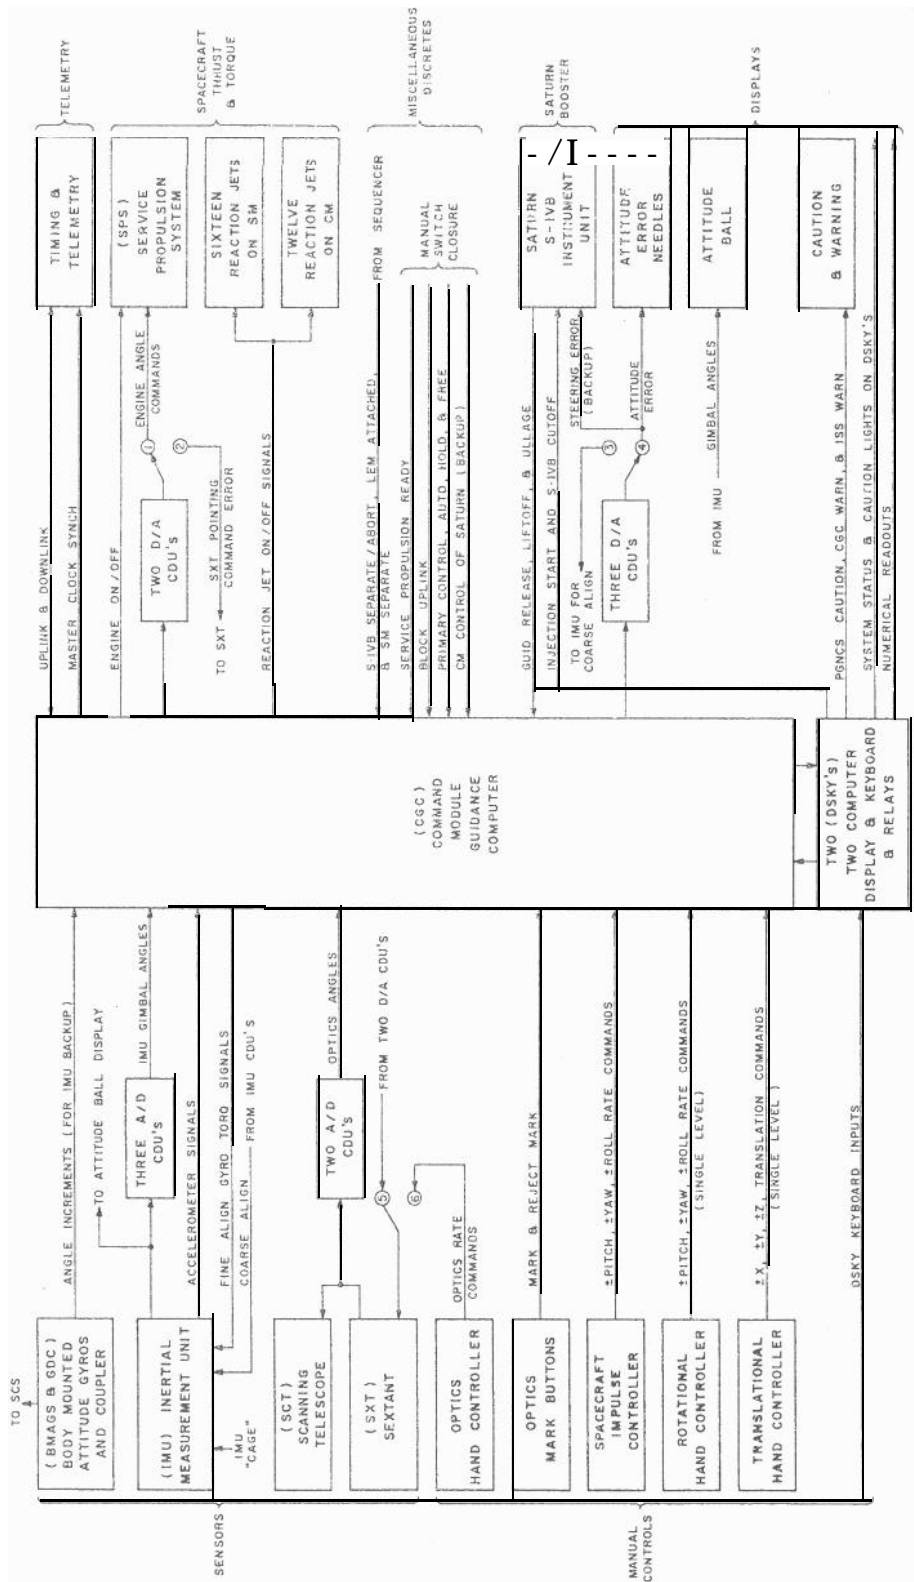 TO SCS
SENSORS
(BMAGS & GDC)
BODY MOUNTED
ATTITUDE GYROS
AND COUPLER
ANGLE INCREMENTS (FOR IMU BACKUP)
TO ATTITUDE BALL DISPLAY
(IMU) INERTIAL
MEASUREMENT UNIT
THREE A/D
CDU'S
IMU GIMBAL ANGLES
ACCELEROMETER SIGNALS
FINE ALIGN GYRO TORQ SIGNALS
COARSE ALIGN
FROM IMU CDU'S
IMU
"CAGE"
(SCT)
SCANNING
TELESCOPE
(SXT)
SEXTANT
TWO A/D
CDU'S
OPTICS ANGLES
5
FROM TWO D/A CDU'S
6
OPTICS RATE
COMMANDS
MANUAL
CONTROLS
OPTICS
HAND CONTROLLER
OPTICS
MARK BUTTONS
MARK & REJECT MARK
SPACECRAFT
IMPULSE
CONTROLLER
±PITCH, ±YAW, ±ROLL RATE COMMANDS
ROTATIONAL
HAND CONTROLLER
±PITCH, ±YAW, ±ROLL RATE COMMANDS
(SINGLE LEVEL)
TRANSLATIONAL
HAND CONTROLLER
±X, ±Y, ±Z, TRANSLATION COMMANDS
(SINGLE LEVEL)
DSKY KEYBOARD INPUTS
(CGC)
COMMAND
MODULE
GUIDANCE
COMPUTER
TWO (DSKY'S)
TWO COMPUTER
DISPLAY & KEYBOARD
& RELAYS
UPLINK & DOWNLINK
MASTER CLOCK SYNCH
TIMING &
TELEMETRY
TELEMETRY
ENGINE ON/OFF
TWO D/A
CDU'S
1
ENGINE ANGLE
COMMANDS
2
TO SXT
SXT POINTING
COMMAND ERROR
REACTION JET ON/OFF SIGNALS
(SPS)
SERVICE
PROPULSION
SYSTEM
SIXTEEN
REACTION JETS
ON SM
TWELVE
REACTION JETS
ON CM
SPACECRAFT
THRUST
& TORQUE
S-IVB SEPARATE/ABORT, LEM ATTACHED,
& SM SEPARATE
FROM SEQUENCER
SERVICE PROPULSION READY
BLOCK UPLINK
PRIMARY CONTROL, AUTO, HOLD, & FREE
CM CONTROL OF SATURN (BACKUP)
MANUAL
SWITCH
CLOSURE
MISCELLANEOUS
DISCRETES
GUID RELEASE, LIFTOFF, & ULLAGE
INJECTION START AND S-IVB CUTOFF
STEERING ERROR
(BACKUP)
SATURN
S-IVB
INSTRUMENT
UNIT
SATURN
BOOSTER
- /I - - - -
TO IMU FOR
COARSE ALIGN
3
THREE D/A
CDU'S
4
ATTITUDE
ERROR
ATTITUDE
ERROR
NEEDLES
FROM IMU
GIMBAL ANGLES
ATTITUDE
BALL
PGNCS CAUTION, CGC WARN, & ISS WARN
CAUTION
& WARNING
SYSTEM STATUS & CAUTION LIGHTS ON DSKY'S
NUMERICAL READOUTS
DISPLAYS